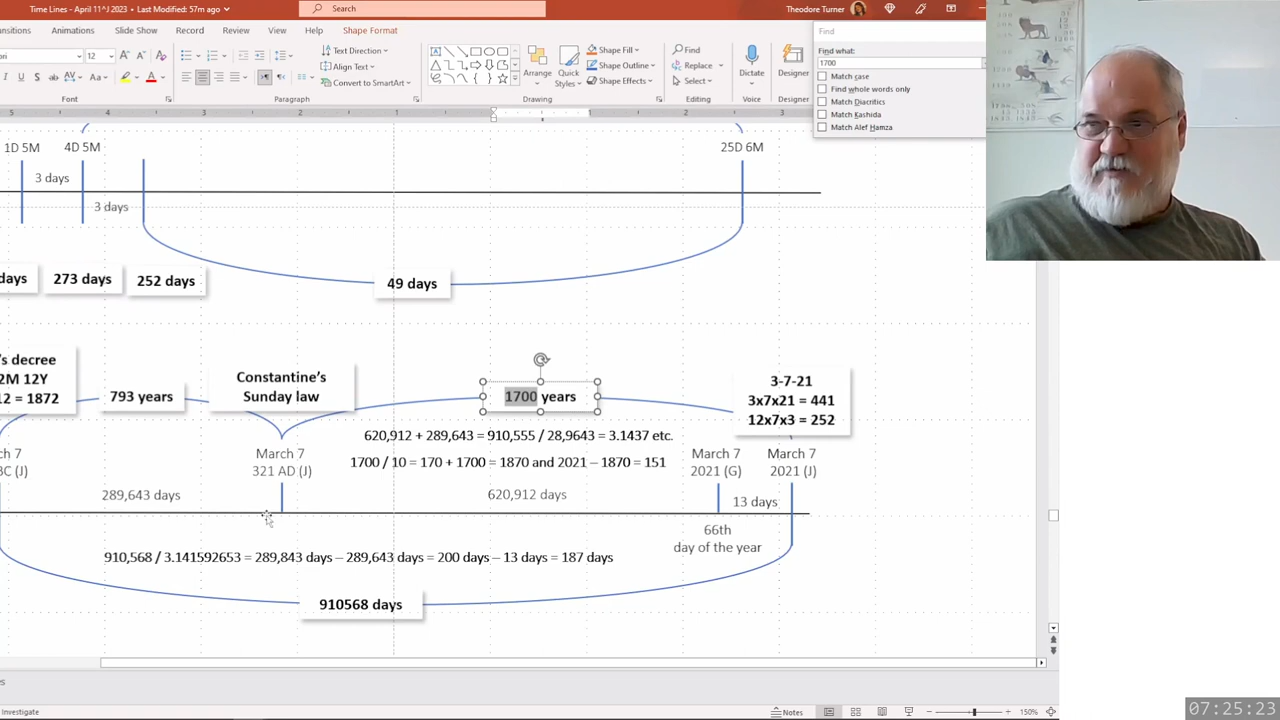 Time Lines - April 11^J 2023 • Last Modified: 57m ago
Search
Theodore Turner
nsitions
Animations
Slide Show
Record
Review
View
Help
Shape Format
12
Text Direction
Align Text
Convert to SmartArt
Arrange
Quick
Styles
Shape Fill
Shape Outline
Shape Effects
Find
Replace
Select
Dictate
Designer
Font
Paragraph
Drawing
Editing
Voice
Designer
Find
Find what:
1700
Match case
Find whole words only
Match Diacritics
Match Kashida
Match Alef Hamza
1D 5M
4D 5M
25D 6M
3 days
3 days
days
273 days
252 days
49 days
's decree
2M 12Y
12 = 1872
793 years
Constantine's
Sunday law
1700 years
3-7-21
3x7x21 = 441
12x7x3 = 252
620,912 + 289,643 = 910,555 / 28,9643 = 3.1437 etc.
1700 / 10 = 170 + 1700 = 1870 and 2021 – 1870 = 151
ch 7
BC (J)
March 7
321 AD (J)
March 7
2021 (G)
March 7
2021 (J)
289,643 days
620,912 days
13 days
66th
day of the year
910,568 / 3.141592653 = 289,843 days – 289,643 days = 200 days – 13 days = 187 days
910568 days
Investigate
Notes
150%
07:25:23